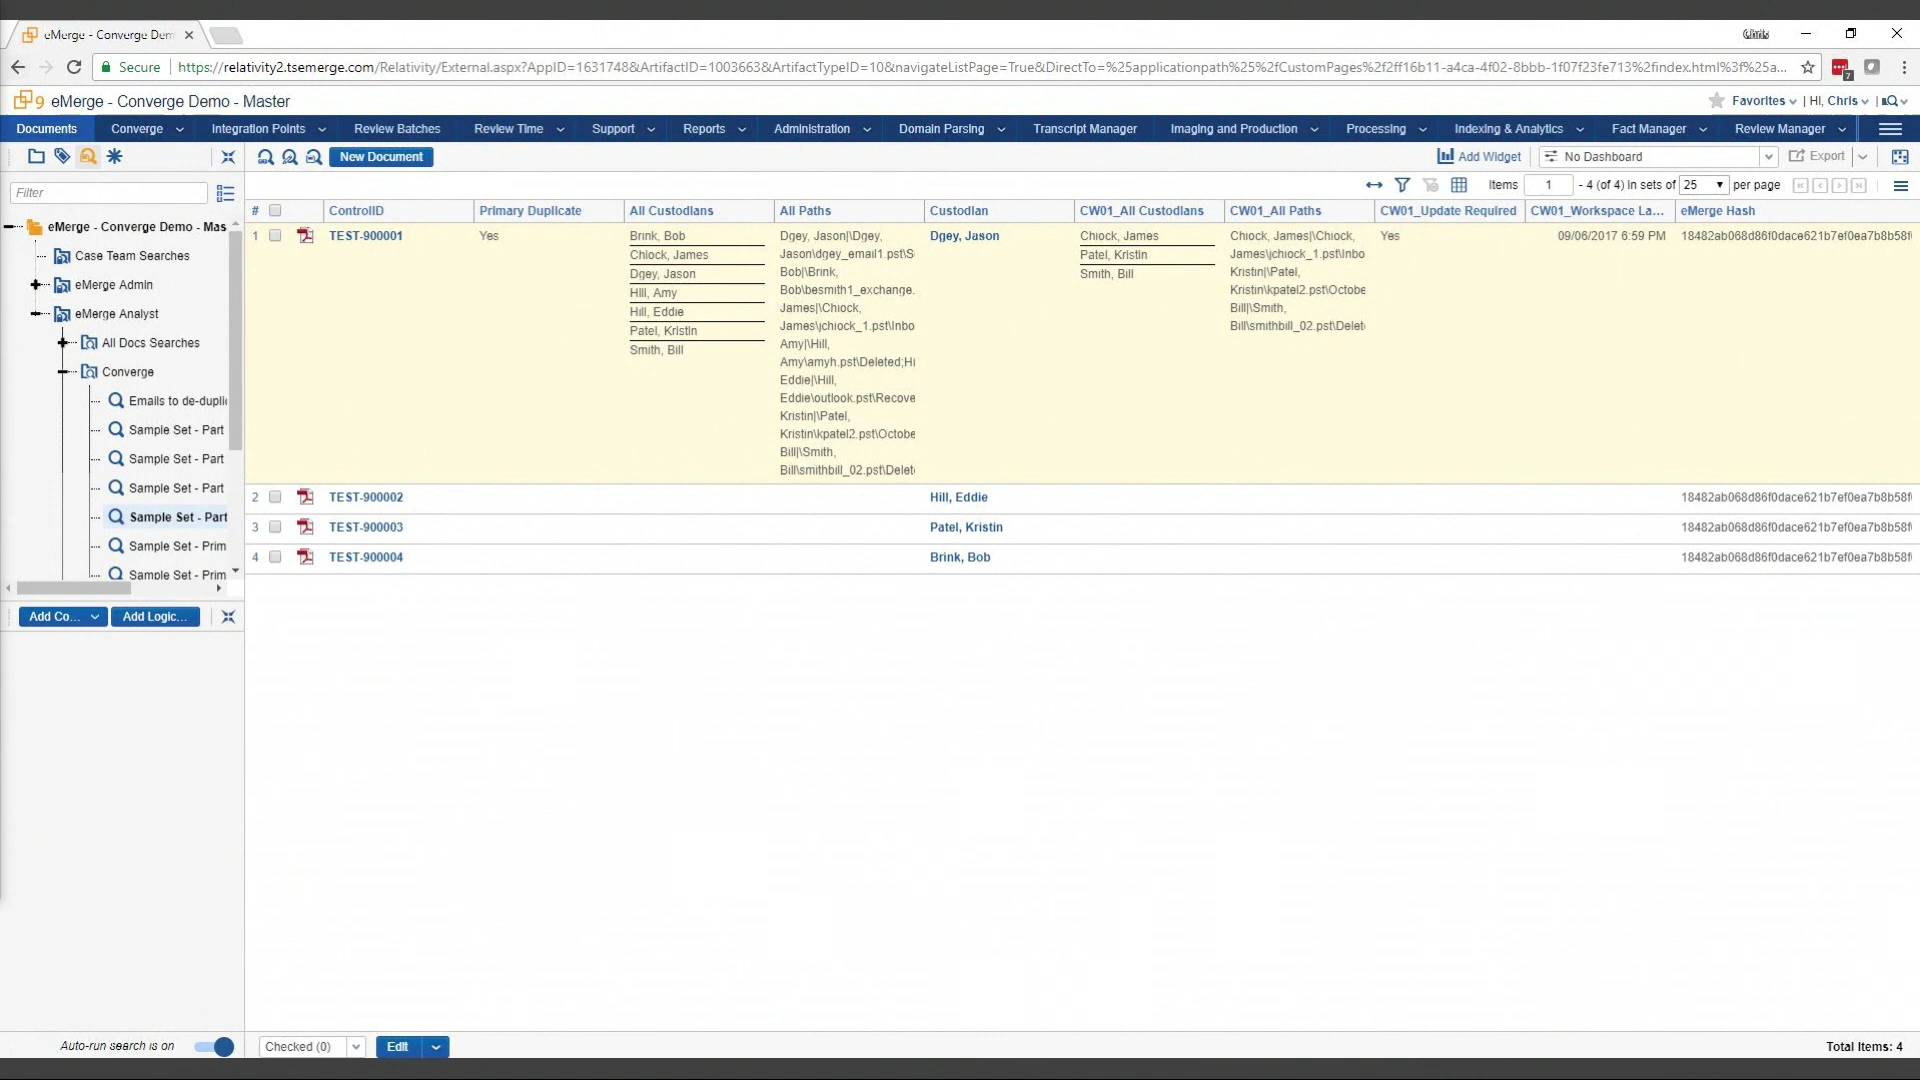 eMerge - Converge Dem
Chris
Secure
https://relativity2.tsemerge.com/Relativity/External.aspx?AppID=1631748&ArtifactID=1003663&ArtifactTypeID=10&navigateListPage=True&DirectTo=%25applicationpath%25%2fCustomPages%2f2ff16b11-a4ca-4f02-8bbb-1f07f23fe713%2findex.html%3f%25a...
7
9 eMerge - Converge Demo - Master
Favorites | Hi, Chris |
Documents Converge Integration Points Review Batches Review Time Support Reports Administration Domain Parsing Transcript Manager Imaging and Production Processing Indexing & Analytics Fact Manager Review Manager
New Document
Add Widget
No Dashboard
Export
Filter
Items 1 - 4 (of 4) In sets of 25 per page
# ControlID Primary Duplicate All Custodians All Paths Custodian CW01_All Custodians CW01_All Paths CW01_Update Required CW01_Workspace La... eMerge Hash
eMerge - Converge Demo - Mas
Case Team Searches
eMerge Admin
eMerge Analyst
All Docs Searches
Converge
Emails to de-dupli
Sample Set - Part
Sample Set - Part
Sample Set - Part
Sample Set - Part
Sample Set - Prim
Sample Set - Prim
Add Co... Add Logic...
1 TEST-900001 Yes
Brink, Bob
Chiock, James
Dgey, Jason
Hill, Amy
Hill, Eddie
Patel, Kristin
Smith, Bill
Dgey, Jason|\Dgey,
Jason\dgey_email1.pst\S
Bob|\Brink,
Bob\besmith1_exchange.
James|\Chiock,
James\jchiock_1.pst\Inbo
Amy|\Hill,
Amy\amyh.pst\Deleted;Hi
Eddie|\Hill,
Eddie\outlook.pst\Recove
Kristin|\Patel,
Kristin\kpatel2.pst\Octobe
Bill|\Smith,
Bill\smithbill_02.pst\Delet
Dgey, Jason
Chiock, James
Patel, Kristin
Smith, Bill
Chiock, James|\Chiock,
James\jchiock_1.pst\Inbo
Kristin|\Patel,
Kristin\kpatel2.pst\Octobe
Bill|\Smith,
Bill\smithbill_02.pst\Delet
Yes
09/06/2017 6:59 PM
18482ab068d86f0dace621b7ef0ea7b8b58f
2 TEST-900002 Hill, Eddie 18482ab068d86f0dace621b7ef0ea7b8b58f
3 TEST-900003 Patel, Kristin 18482ab068d86f0dace621b7ef0ea7b8b58f
4 TEST-900004 Brink, Bob 18482ab068d86f0dace621b7ef0ea7b8b58f
Auto-run search is on
Checked (0)
Edit
Total Items: 4